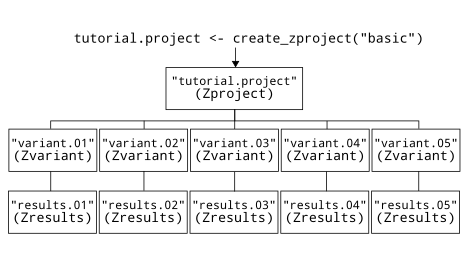 tutorial.project <- create_zproject("basic")
"tutorial.project"
(Zproject)
"variant.01" "variant.02" "variant.03" "variant.04" "variant.05"
(Zvariant) (Zvariant) (Zvariant) (Zvariant) (Zvariant)
"results.01" "results.02" "results.03" "results.04" "results.05"
(Zresults) (Zresults) (Zresults) (Zresults) (Zresults)